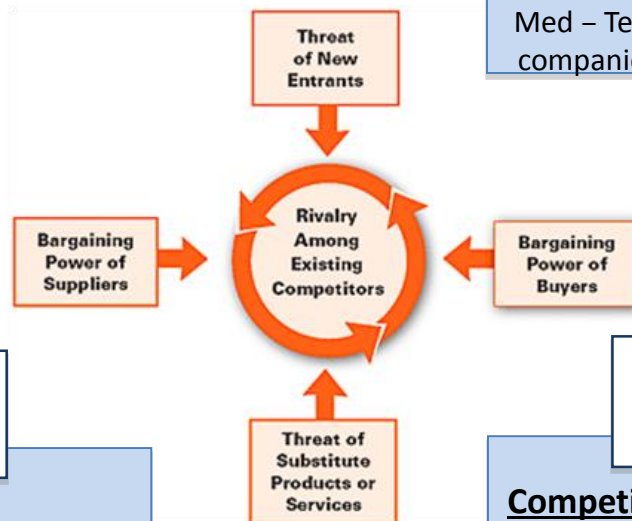 Med – Te
companie
Threat
of New
Entrants
Bargaining
Power of
Suppliers
Rivalry
Among
Existing
Competitors
Bargaining
Power of
Buyers
Threat of
Substitute
Products or
Services
Competi